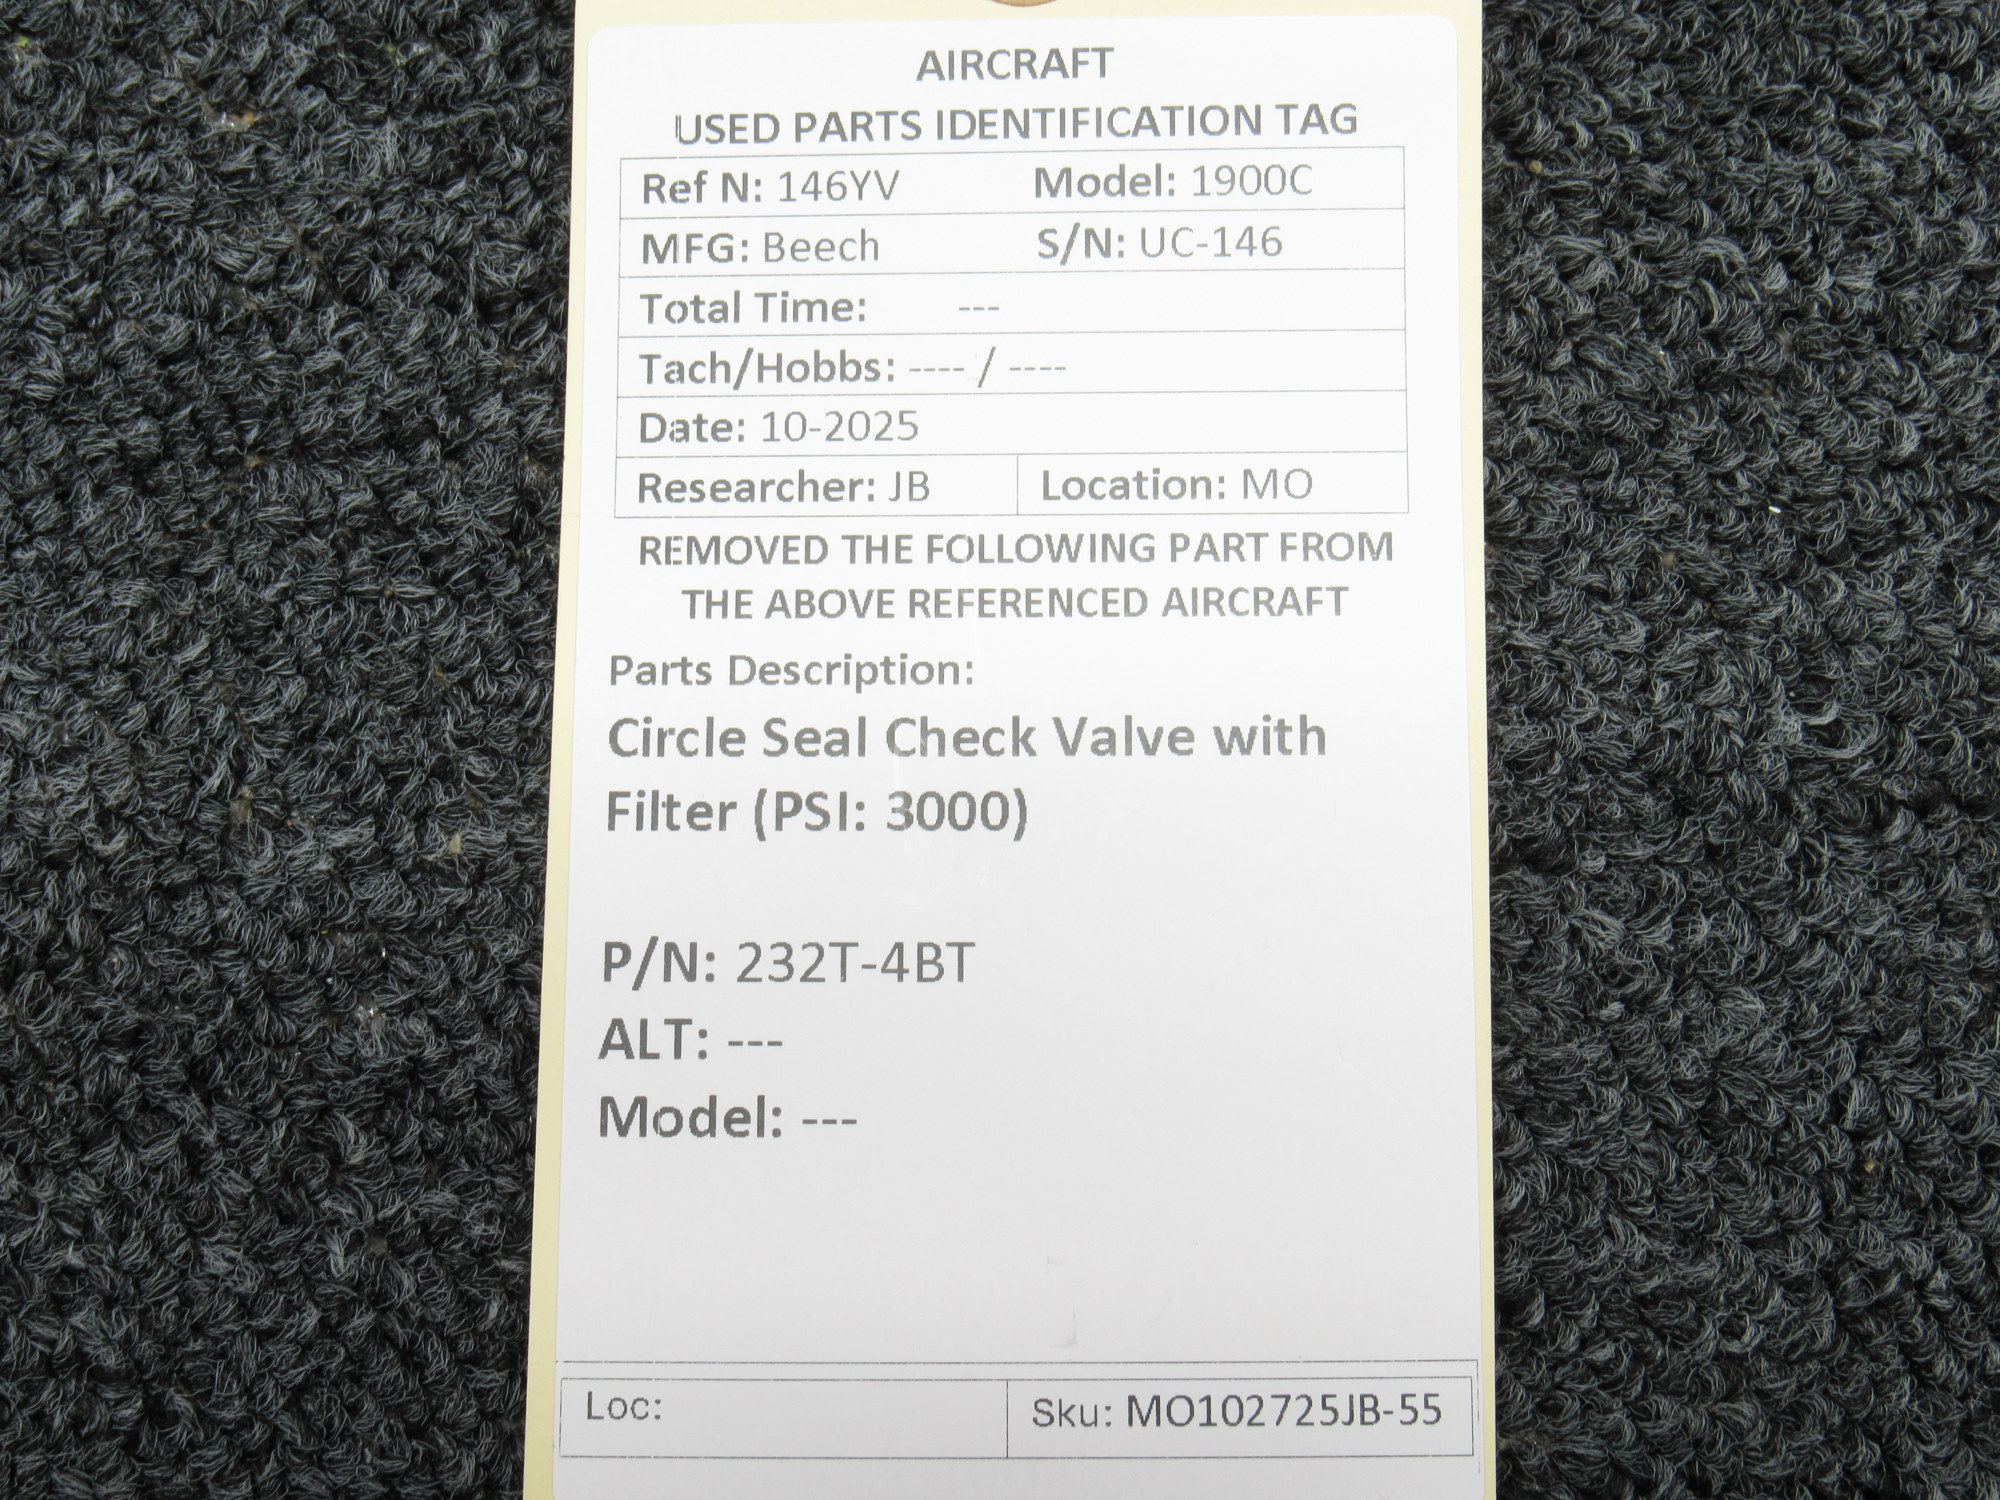 AIRCRAFT
USED PARTS IDENTIFICATION TAG
Ref N: 146YV Model: 1900C
MFG: Beech S/N: UC-146
Total Time: ---
Tach/Hobbs: ---- / ----
Date: 10-2025
Researcher: JB Location: MO
REMOVED THE FOLLOWING PART FROM
THE ABOVE REFERENCED AIRCRAFT
Parts Description:
Circle Seal Check Valve with
Filter (PSI: 3000)
P/N: 232T-4BT
ALT: ---
Model: ---
Loc: Sku: MO102725JB-55